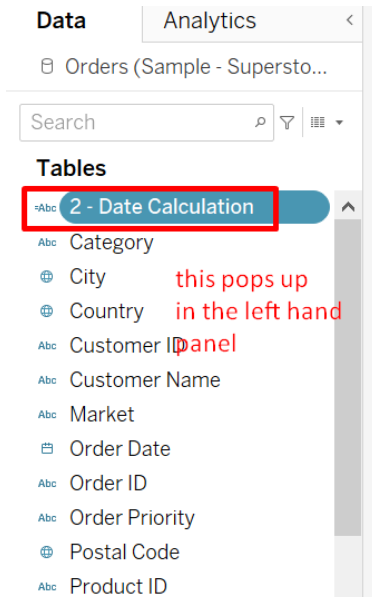 Data Analytics
Orders (Sample - Supersto...
Search
Tables
=Abc 2 - Date Calculation
Abc Category
City
this pops up
Country
in the left hand
Abc Customer ID
panel
Abc Customer Name
Abc Market
Order Date
Abc Order ID
Abc Order Priority
Postal Code
Abc Product ID